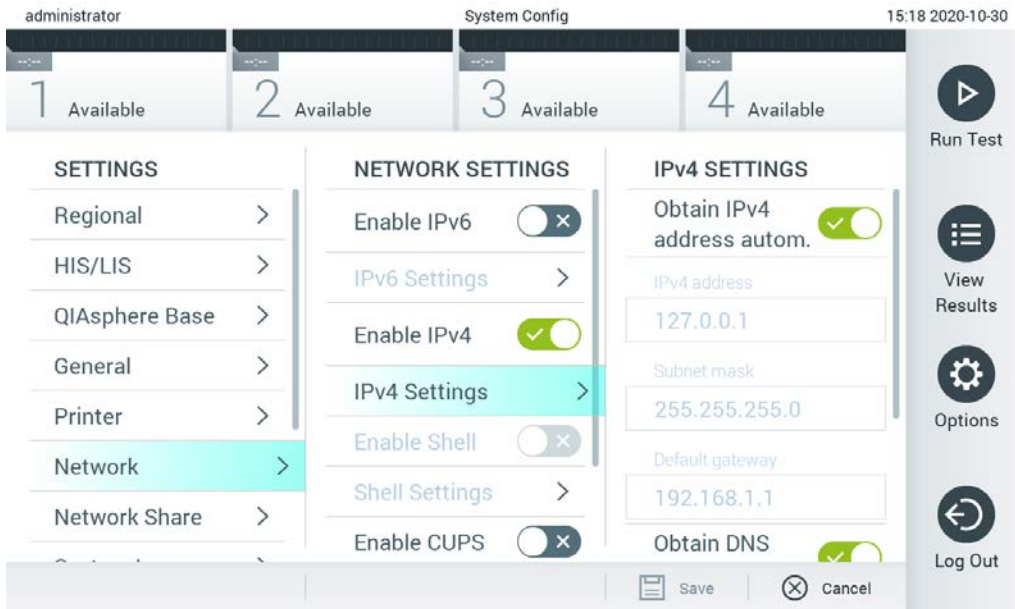 administrator
System Config
15:18 2020-10-30
--:--
1 Available
--:--
2 Available
--:--
3 Available
--:--
4 Available
SETTINGS
Regional
HIS/LIS
QIAsphere Base
General
Printer
Network
Network Share
NETWORK SETTINGS
Enable IPv6
IPv6 Settings
Enable IPv4
IPv4 Settings
Enable Shell
Shell Settings
Enable CUPS
IPv4 SETTINGS
Obtain IPv4
address autom.
IPv4 address
127.0.0.1
Subnet mask
255.255.255.0
Default gateway
192.168.1.1
Obtain DNS
Save
Cancel
Run Test
View
Results
Options
Log Out